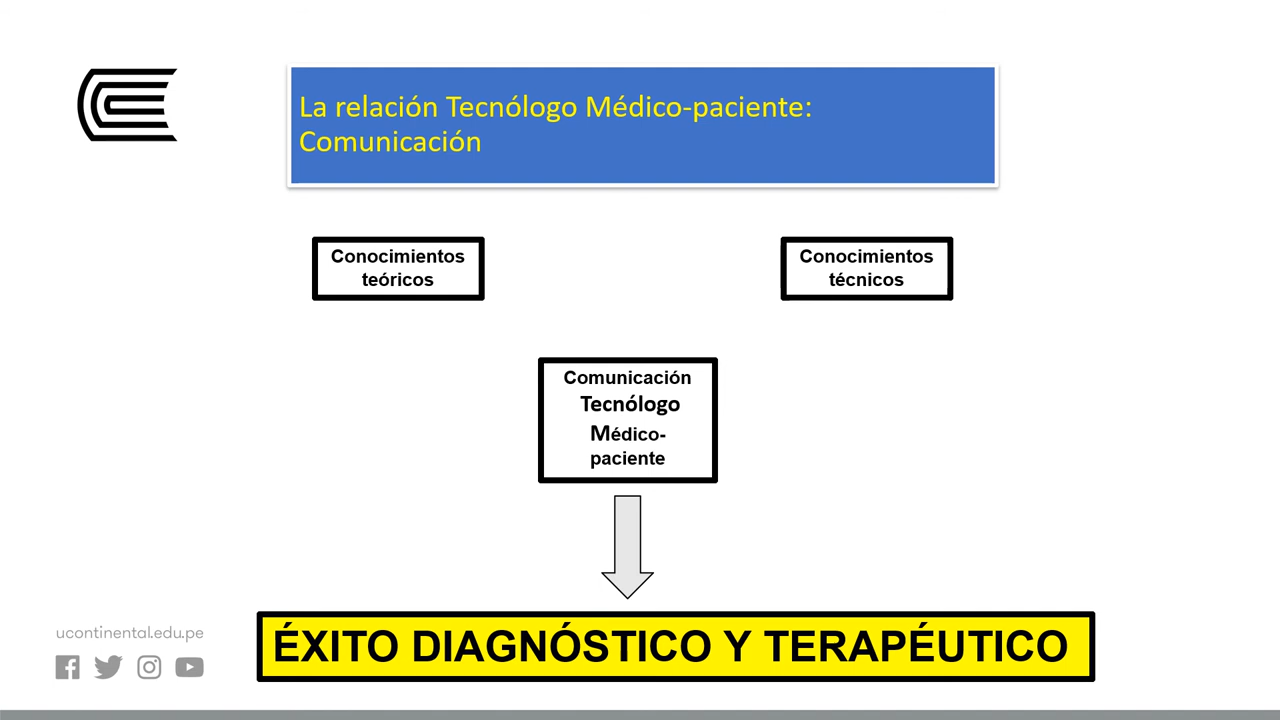 La relación Tecnólogo Médico-paciente:
Comunicación
Conocimientos
teóricos
Conocimientos
técnicos
Comunicación
Tecnólogo
Médico-
paciente
ÉXITO DIAGNÓSTICO Y TERAPÉUTICO
ucontinental.edu.pe